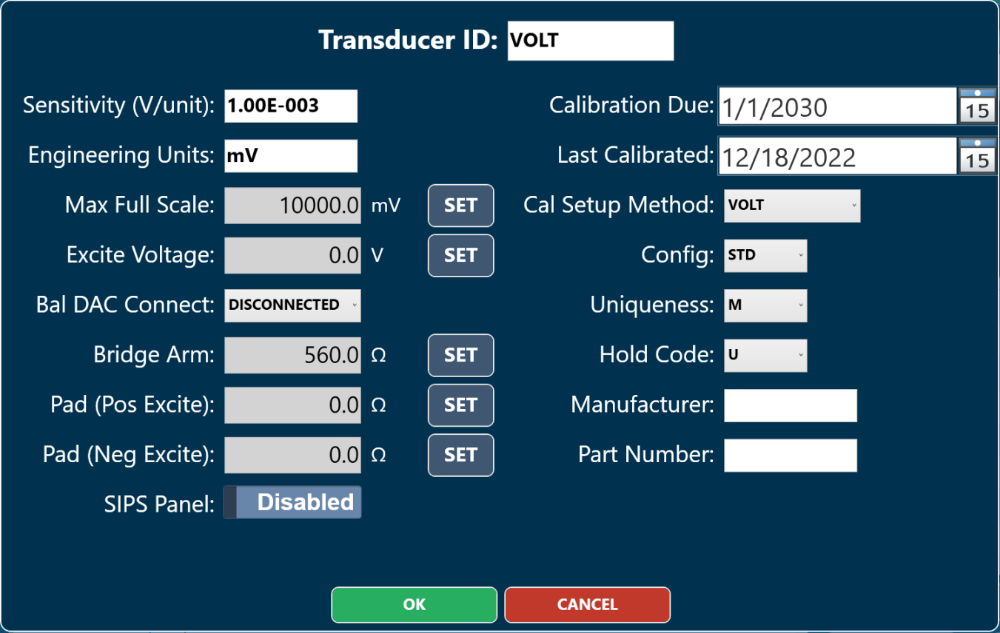 Transducer ID: VOLT
Sensitivity (V/unit): 1.00E-003
Calibration Due: 1/1/2030 15
Engineering Units: mV
Last Calibrated: 12/18/2022 15
Max Full Scale: 10000.0 mV SET
Cal Setup Method: VOLT
Excite Voltage: 0.0 V SET
Config: STD
Bal DAC Connect: DISCONNECTED
Uniqueness: M
Bridge Arm: 560.0 Ω SET
Hold Code: U
Pad (Pos Excite): 0.0 Ω SET
Manufacturer:
Pad (Neg Excite): 0.0 Ω SET
Part Number:
SIPS Panel: Disabled
OK CANCEL